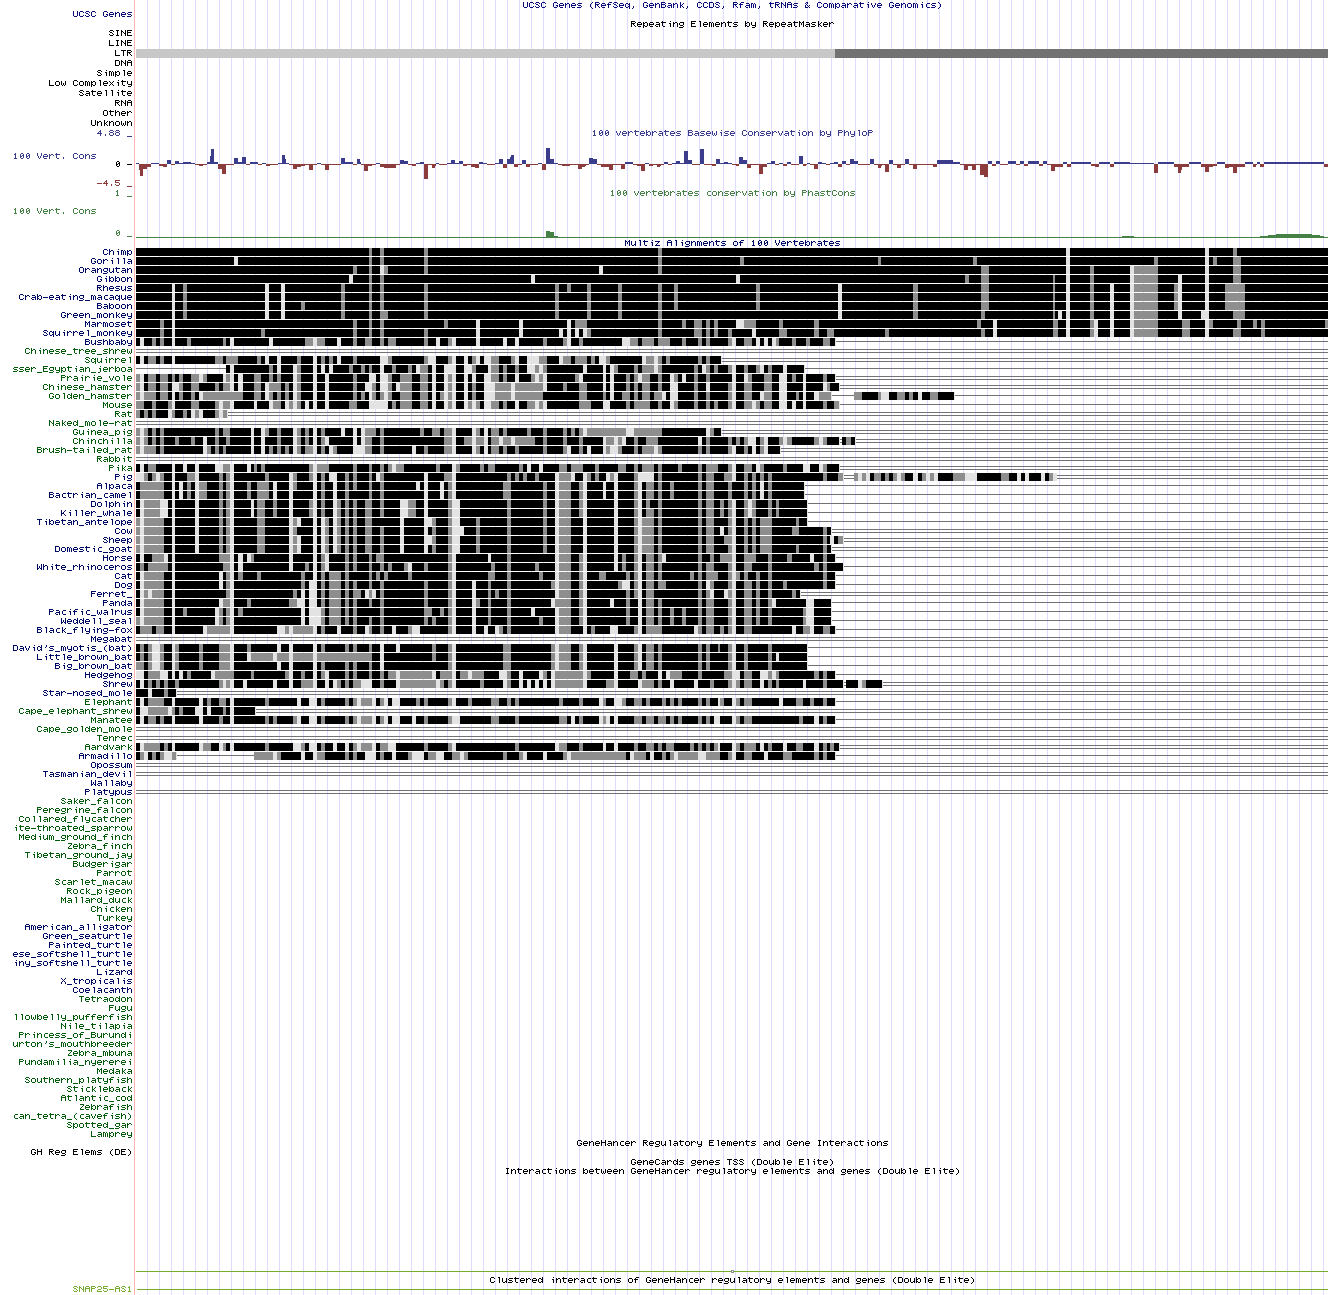 UCSC Genes (RefSeq, GenBank, CCDS, Rfam, tRNAs & Comparative Genomics)
UCSC Genes
Repeating Elements by RepeatMasker
SINE
LINE
LTR
DNA
Simple
Low Complexity
Satellite
RNA
Other
Unknown
4.88 _
100 vertebrates Basewise Conservation by PhyloP
100 Vert. Cons
0 -
-4.5 _
1 _
100 vertebrates conservation by PhastCons
100 Vert. Cons
0 _
Multiz Alignments of 100 Vertebrates
Chimp
Gorilla
Orangutan
Gibbon
Rhesus
Crab-eating_macaque
Baboon
Green_monkey
Marmoset
Squirrel_monkey
Bushbaby
Chinese_tree_shrew
Squirrel
sser_Egyptian_jerboa
Prairie_vole
Chinese_hamster
Golden_hamster
Mouse
Rat
Naked_mole-rat
Guinea_pig
Chinchilla
Brush-tailed_rat
Rabbit
Pika
Pig
Alpaca
Bactrian_camel
Dolphin
Killer_whale
Tibetan_antelope
Cow
Sheep
Domestic_goat
Horse
White_rhinoceros
Cat
Dog
Ferret_
Panda
Pacific_walrus
Weddell_seal
Black_flying-fox
Megabat
David's_myotis_(bat)
Little_brown_bat
Big_brown_bat
Hedgehog
Shrew
Star-nosed_mole
Elephant
Cape_elephant_shrew
Manatee
Cape_golden_mole
Tenrec
Aardvark
Armadillo
Opossum
Tasmanian_devil
Wallaby
Platypus
Saker_falcon
Peregrine_falcon
Collared_flycatcher
ite-throated_sparrow
Medium_ground_finch
Zebra_finch
Tibetan_ground_jay
Budgerigar
Parrot
Scarlet_macaw
Rock_pigeon
Mallard_duck
Chicken
Turkey
American_alligator
Green_seaturtle
Painted_turtle
ese_softshell_turtle
iny_softshell_turtle
Lizard
X_tropicalis
Coelacanth
Tetraodon
Fugu
llowbelly_pufferfish
Nile_tilapia
Princess_of_Burundi
urton's_mouthbreeder
Zebra_mbuna
Pundamilia_nyererei
Medaka
Southern_platyfish
Stickleback
Atlantic_cod
Zebrafish
can_tetra_(cavefish)
Spotted_gar
Lamprey
GeneHancer Regulatory Elements and Gene Interactions
GH Reg Elems (DE)
GeneCards genes TSS (Double Elite)
Interactions between GeneHancer regulatory elements and genes (Double Elite)
Clustered interactions of GeneHancer regulatory elements and genes (Double Elite)
SNAP25-AS1